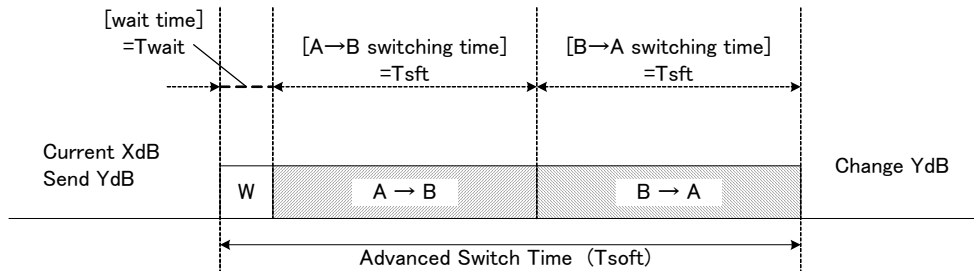 [wait time]
=Twait
[A→B switching time]
=Tsft
[B→A switching time]
=Tsft
Current XdB
Send YdB
W
A → B
B → A
Change YdB
Advanced Switch Time (Tsoft)